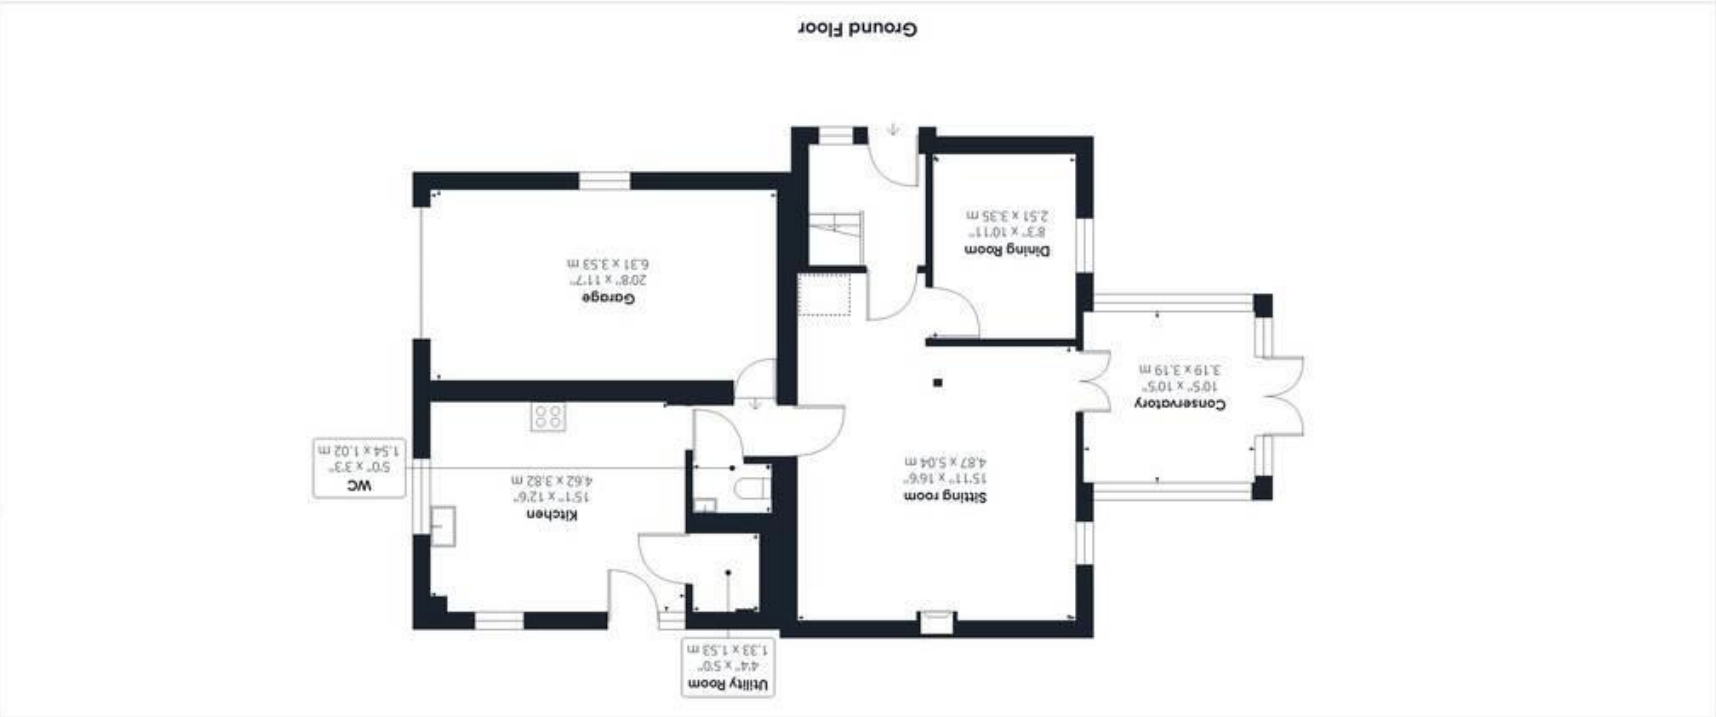 Utility Room
4'4" x 5'0"
1.33 x 1.53 m
Kitchen
15'1" x 12'6"
4.62 x 3.82 m
WC
5'0" x 3'3"
1.54 x 1.02 m
Sitting room
15'11" x 16'6"
4.87 x 5.04 m
Conservatory
10'5" x 10'5"
3.19 x 3.19 m
Garage
20'8" x 11'7"
6.31 x 3.53 m
Dining Room
8'3" x 10'11"
2.51 x 3.35 m
Ground Floor